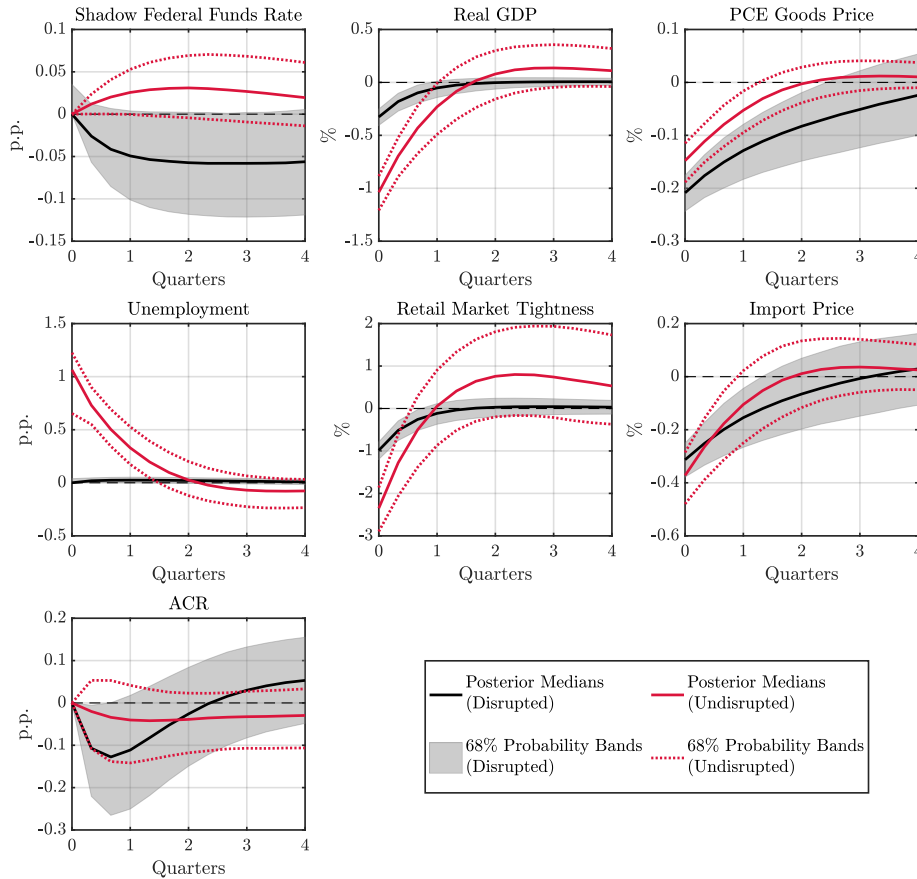 Shadow Federal Funds Rate
0.1
0.05
0
-0.05
-0.1
-0.15
p.p.
0 1 2 3 4
Quarters
Real GDP
0.5
0
-0.5
-1
-1.5
%
0 1 2 3 4
Quarters
PCE Goods Price
0.1
0
-0.1
-0.2
-0.3
%
0 1 2 3 4
Quarters
Unemployment
1.5
1
0.5
0
-0.5
p.p.
0 1 2 3 4
Quarters
Retail Market Tightness
2
1
0
-1
-2
-3
%
0 1 2 3 4
Quarters
Import Price
0.2
0
-0.2
-0.4
-0.6
%
0 1 2 3 4
Quarters
ACR
0.2
0.1
0
-0.1
-0.2
-0.3
p.p.
0 1 2 3 4
Quarters
Posterior Medians
(Disrupted)
Posterior Medians
(Undisrupted)
68% Probability Bands
(Disrupted)
68% Probability Bands
(Undisrupted)